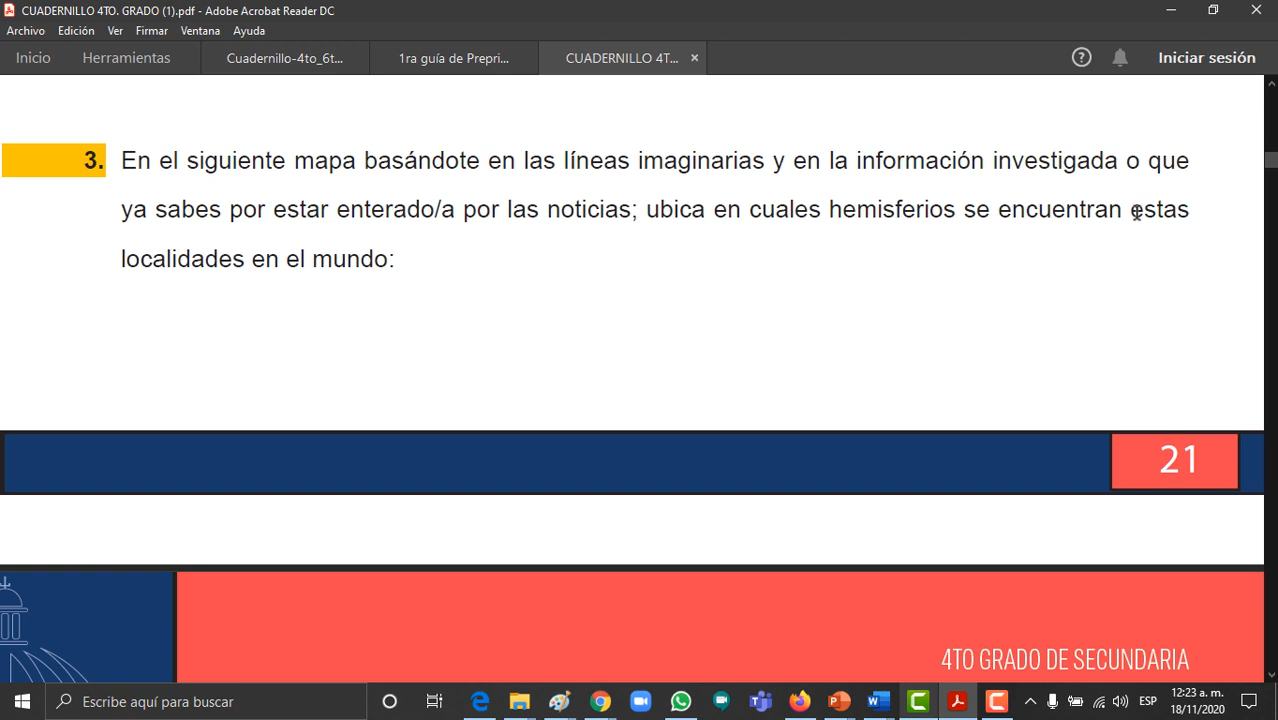 CUADERNILLO 4TO. GRADO (1).pdf - Adobe Acrobat Reader DC
Archivo Edición Ver Firmar Ventana Ayuda
Inicio Herramientas Cuadernillo-4to_6t... 1ra guía de Prepri... CUADERNILLO 4T... × ? Iniciar sesión
3. En el siguiente mapa basándote en las líneas imaginarias y en la información investigada o que
ya sabes por estar enterado/a por las noticias; ubica en cuales hemisferios se encuentran estas
localidades en el mundo:
21
4TO GRADO DE SECUNDARIA
Escribe aquí para buscar ESP 12:23 a. m.
18/11/2020